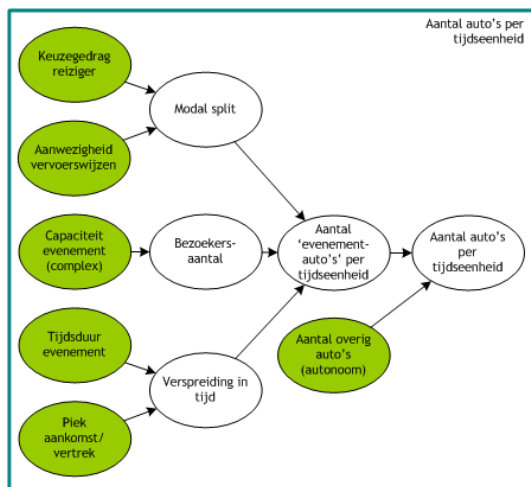 Aantal auto's per
tijdseenheid
Keuzegedrag
reiziger
Modal split
Aanwezigheid
vervoerswijzen
Capaciteit
evenement
(complex)
Bezoekers-
aantal
Aantal
'evenement-
auto's' per
tijdseenheid
Aantal auto's
per
tijdseenheid
Tijdsduur
evenement
Aantal overig
auto's
(autonoom)
Verspreiding in
tijd
Piek
aankomst/
vertrek